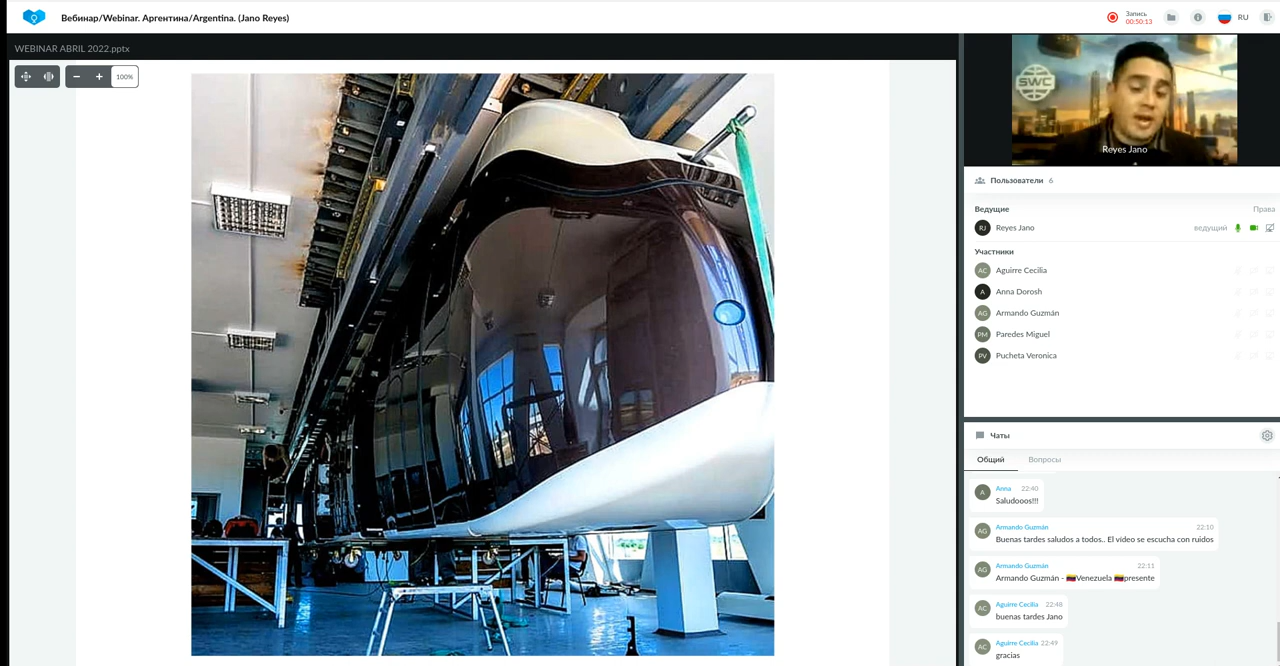 Вебинар/Webinar. Аргентина/Argentina. (Jano Reyes)
Запись
00:50:13
RU
WEBINAR ABRIL 2022.pptx
100%
SWC
Reyes Jano
Пользователи 6
Ведущие Права
RJ Reyes Jano ведущий
Участники
AC Aguirre Cecilia
A Anna Dorosh
AG Armando Guzmán
PM Paredes Miguel
PV Pucheta Veronica
Чаты
Общий Вопросы
A Anna 22:40
Saludooos!!!
AG Armando Guzmán 22:10
Buenas tardes saludos a todos.. El vídeo se escucha con ruidos
AG Armando Guzmán 22:11
Armando Guzmán - 🇻🇪Venezuela 🇻🇪presente
AC Aguirre Cecilia 22:48
buenas tardes Jano
AC Aguirre Cecilia 22:49
gracias